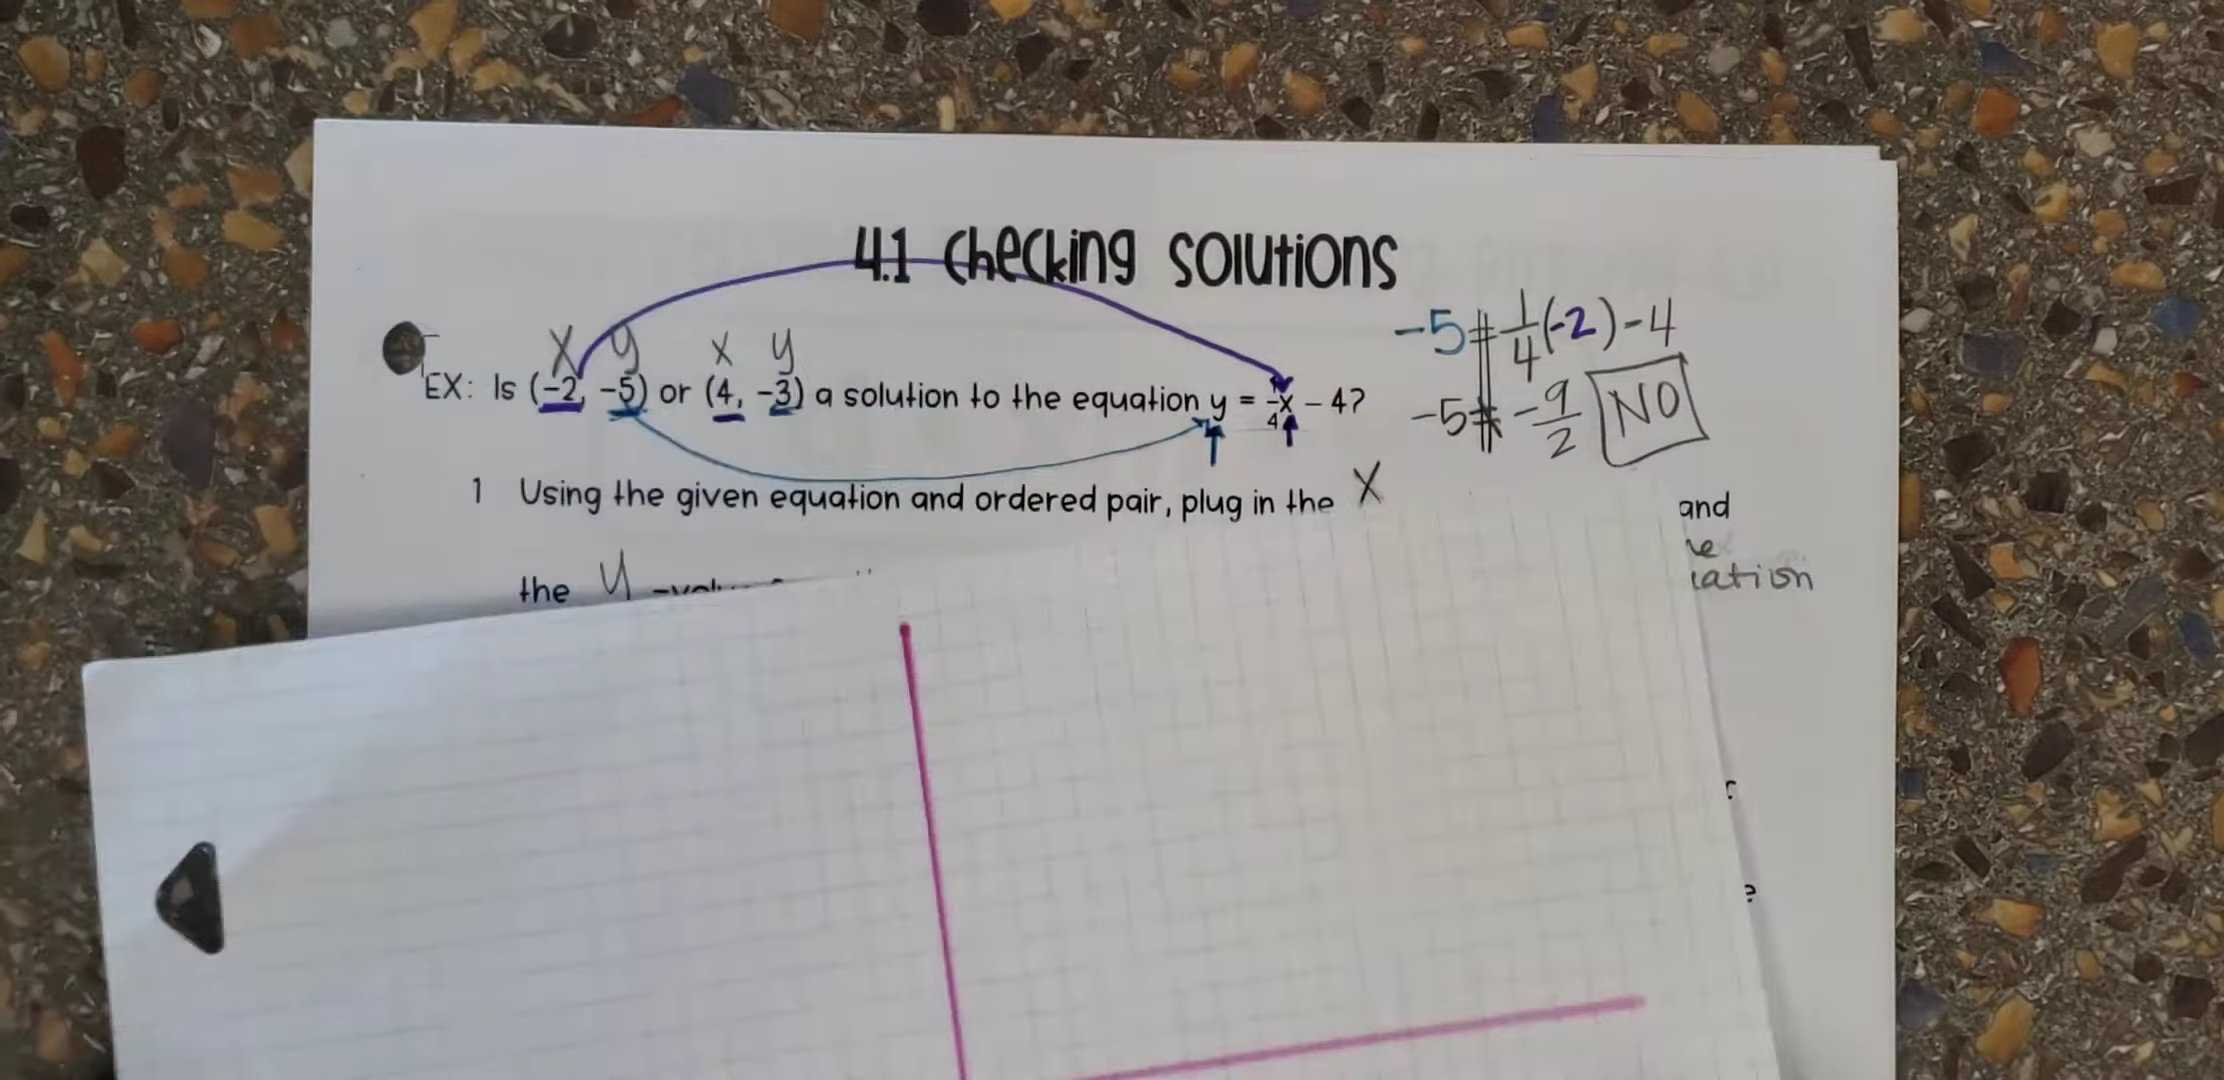 4.1 Checking Solutions
x y x y
EX: Is (-2, -5) or (4, -3) a solution to the equation y = 1/4x - 4?
-5 ≠ 1/4(-2) - 4
-5 ≠ -9/2 NO
1 Using the given equation and ordered pair, plug in the x
and
the y